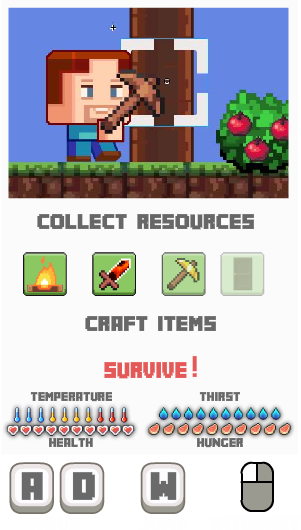 COLLECT RESOURCES
CRAFT ITEMS
SURVIVE!
TEMPERATURE THIRST
HEALTH HUNGER
A D W